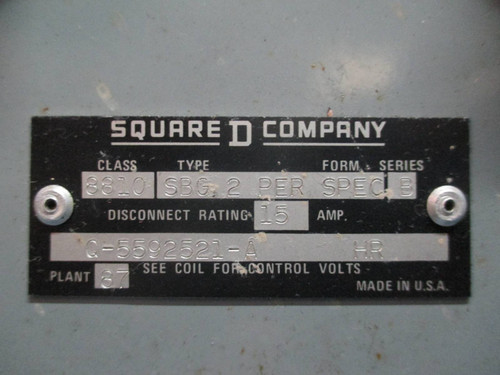 SQUARE D COMPANY
CLASS TYPE FORM SERIES
8810 SBG 2 PER SPEC B
DISCONNECT RATING 15 AMP.
Q-5592521-A HR
SEE COIL FOR CONTROL VOLTS
PLANT 87
MADE IN U.S.A.